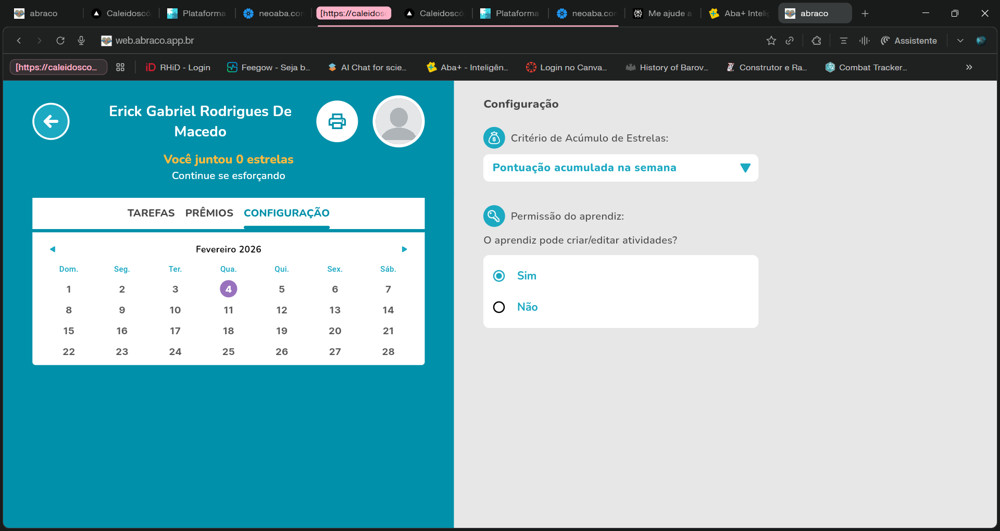 abraco
Caleidoscó
Plataforma
neoaba.con
[https://caleidosc
Caleidoscó
Plataforma
neoaba.con
Me ajude a
Aba+ Intelig
abraco
web.abraco.app.br
Assistente
[https://caleidosco...
RHiD - Login
Feegow - Seja b...
AI Chat for scie...
Aba+ - Inteligên...
Login no Canva...
History of Barov...
Construtor e Ra...
Combat Tracker...
Erick Gabriel Rodrigues De
Macedo
Você juntou 0 estrelas
Continue se esforçando
TAREFAS PRÊMIOS CONFIGURAÇÃO
Fevereiro 2026
Dom. Seg. Ter. Qua. Qui. Sex. Sáb.
1 2 3 4 5 6 7
8 9 10 11 12 13 14
15 16 17 18 19 20 21
22 23 24 25 26 27 28
Configuração
$
Critério de Acúmulo de Estrelas:
Pontuação acumulada na semana
Permissão do aprendiz:
O aprendiz pode criar/editar atividades?
Sim
Não